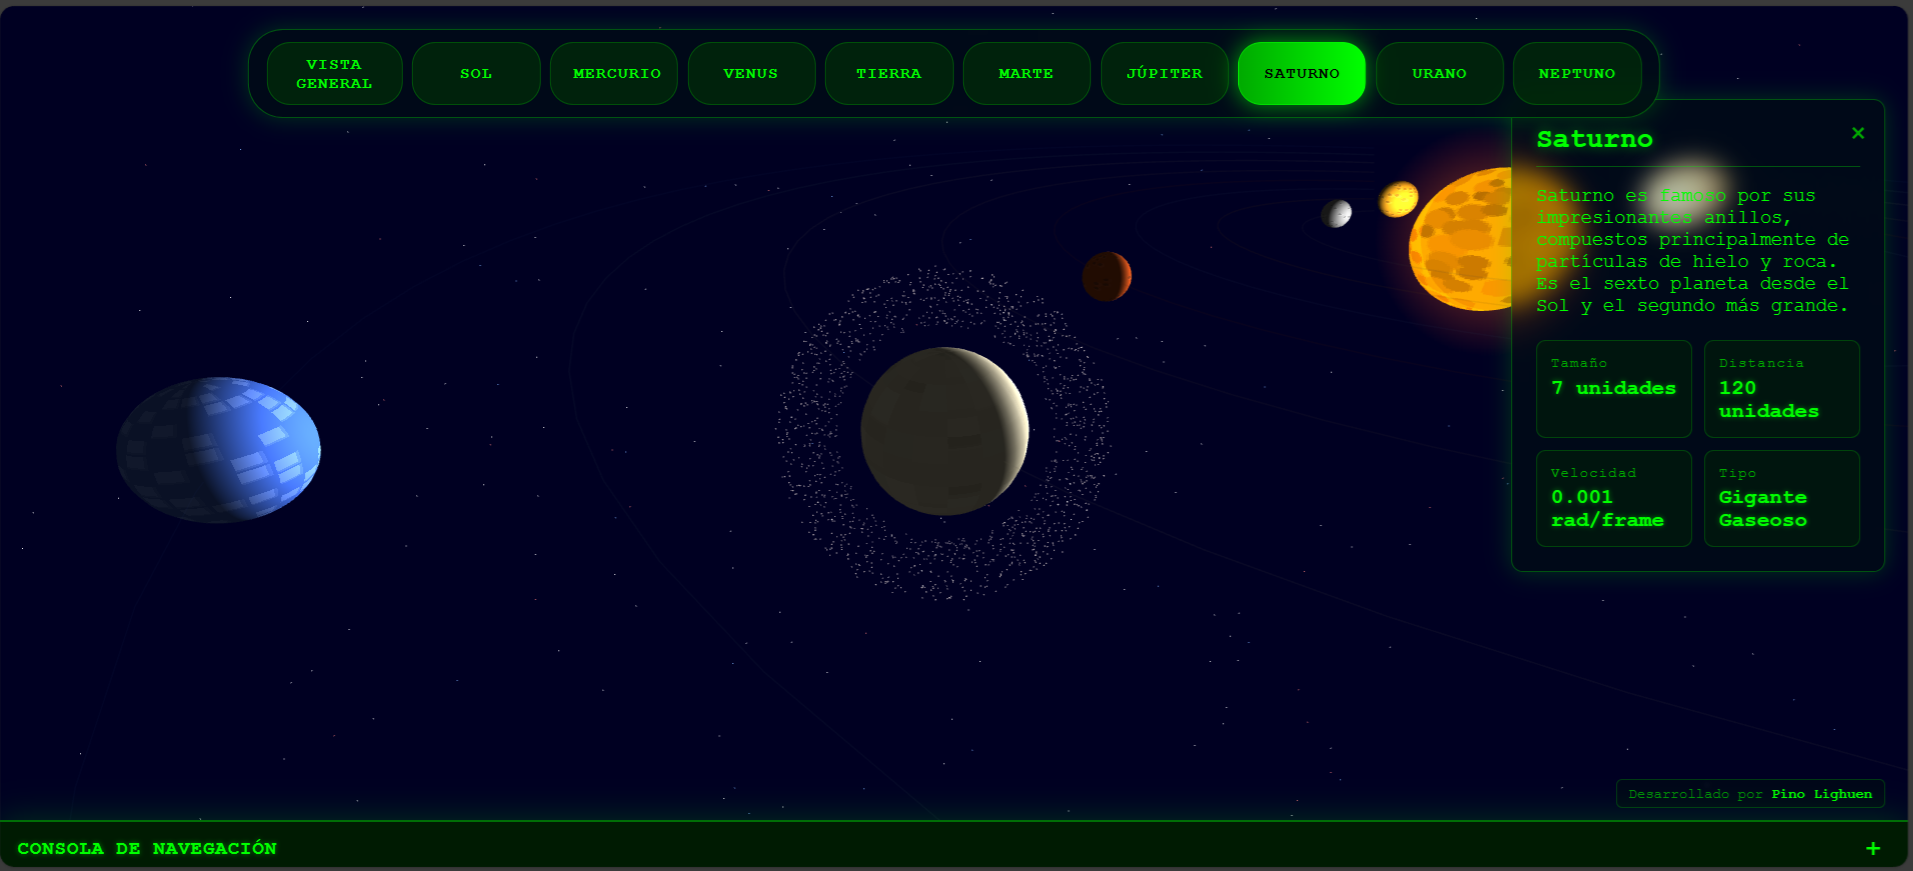 VISTA
GENERAL
SOL
MERCURIO
VENUS
TIERRA
MARTE
JÚPITER
SATURNO
URANO
NEPTUNO
Saturno
×
Saturno es famoso por sus
impresionantes anillos,
compuestos principalmente de
partículas de hielo y roca.
Es el sexto planeta desde el
Sol y el segundo más grande.
Tamaño
7 unidades
Distancia
120
unidades
Velocidad
0.001
rad/frame
Tipo
Gigante
Gaseoso
Desarrollado por Pino Lighuen
CONSOLA DE NAVEGACIÓN
+